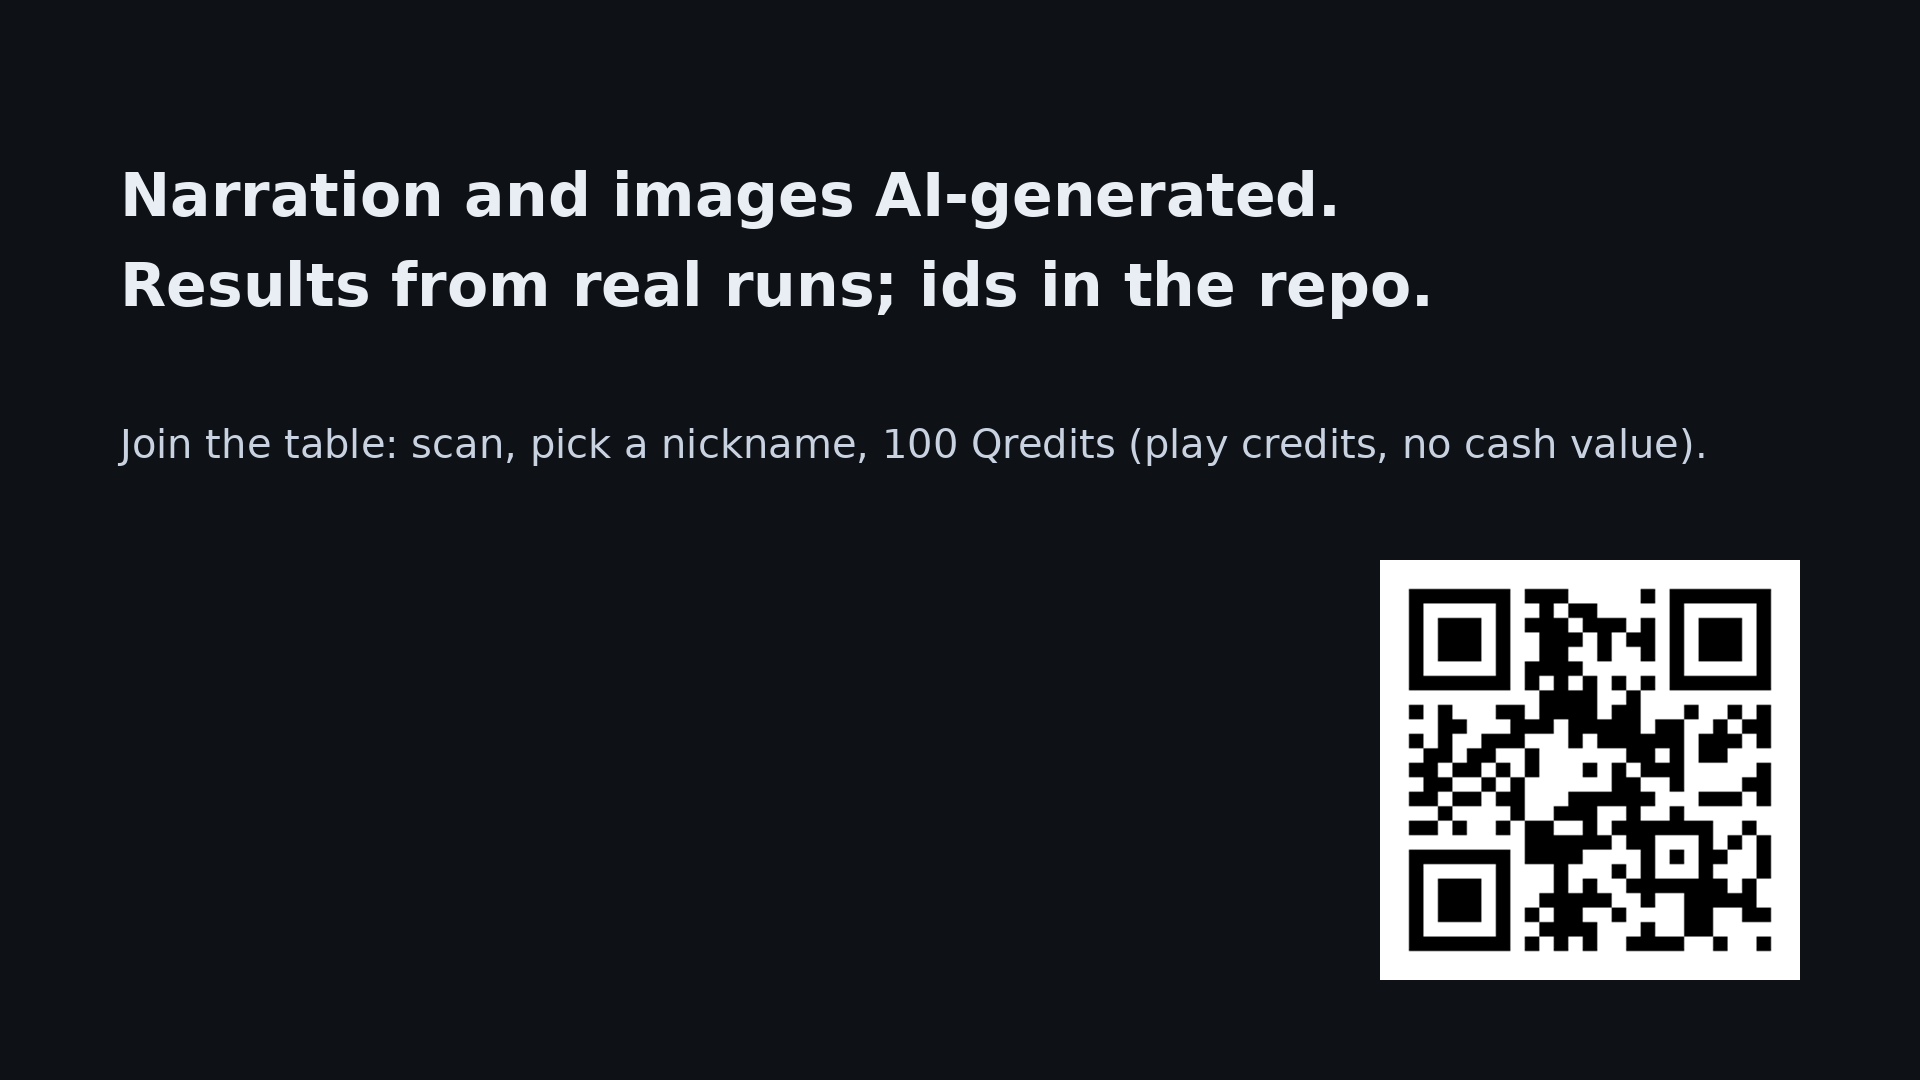 Narration and images AI-generated.
Results from real runs; ids in the repo.
Join the table: scan, pick a nickname, 100 Qredits (play credits, no cash value).